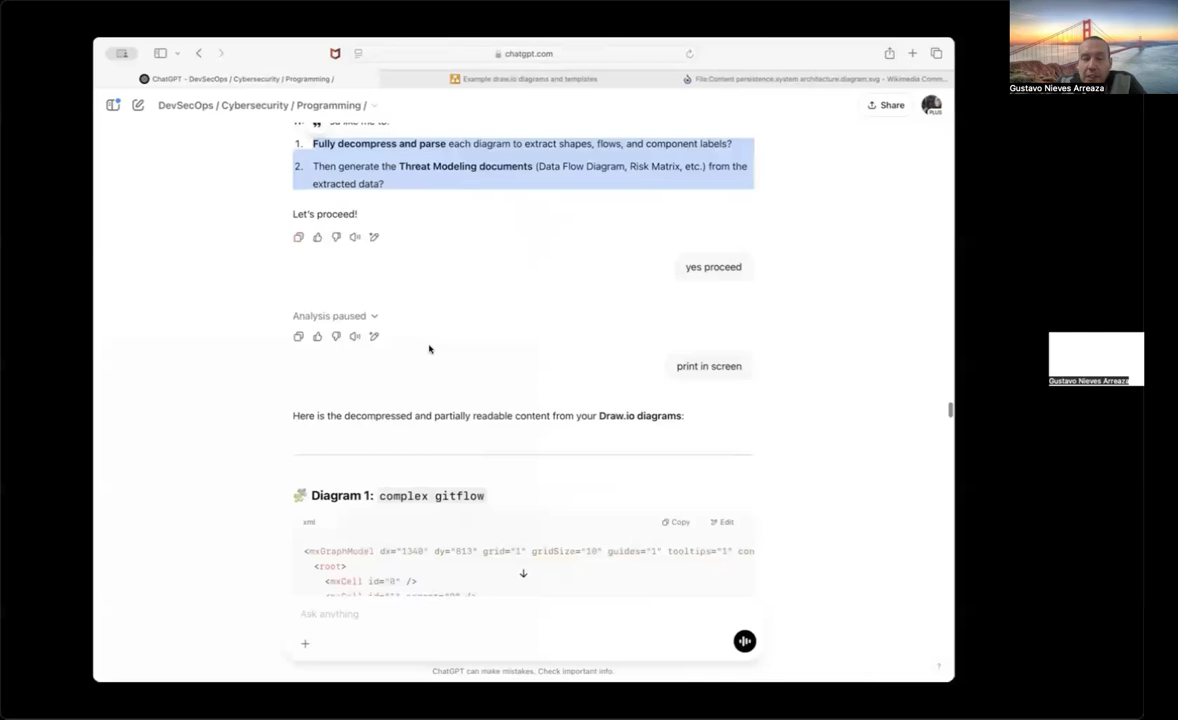 chatgpt.com
ChatGPT - DevSecOps / Cybersecurity / Programming /
Example draw.io diagrams and templates
File:Content persistence system architecture diagram.svg - Wikimedia Comm...
DevSecOps / Cybersecurity / Programming /
Share
PLUS
1. Fully decompress and parse each diagram to extract shapes, flows, and component labels?
2. Then generate the Threat Modeling documents (Data Flow Diagram, Risk Matrix, etc.) from the
extracted data?
Let's proceed!
yes proceed
Analysis paused
print in screen
Here is the decompressed and partially readable content from your Draw.io diagrams:
Diagram 1: complex gitflow
xml
Copy
Edit
<mxGraphModel dx="1340" dy="813" grid="1" gridSize="10" guides="1" tooltips="1" con
<root>
<mxCell id="0" />
Ask anything
ChatGPT can make mistakes. Check important info.
?
Gustavo Nieves Arreaza
Gustavo Nieves Arreaza